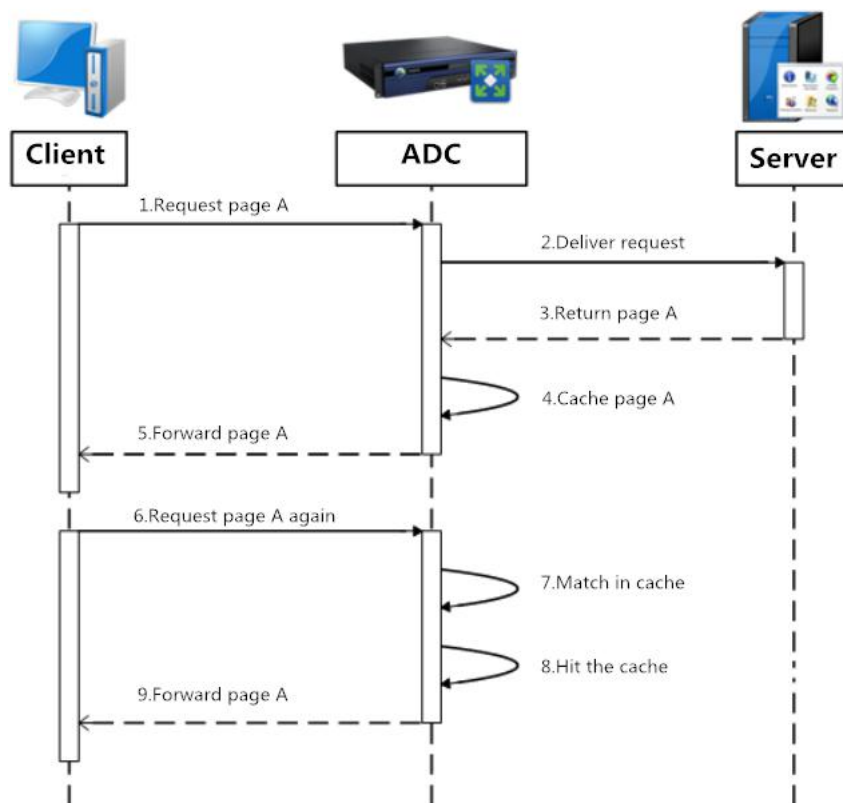 Client
ADC
Server
1.Request page A
2.Deliver request
3.Return page A
4.Cache page A
5.Forward page A
6.Request page A again
7.Match in cache
8.Hit the cache
9.Forward page A